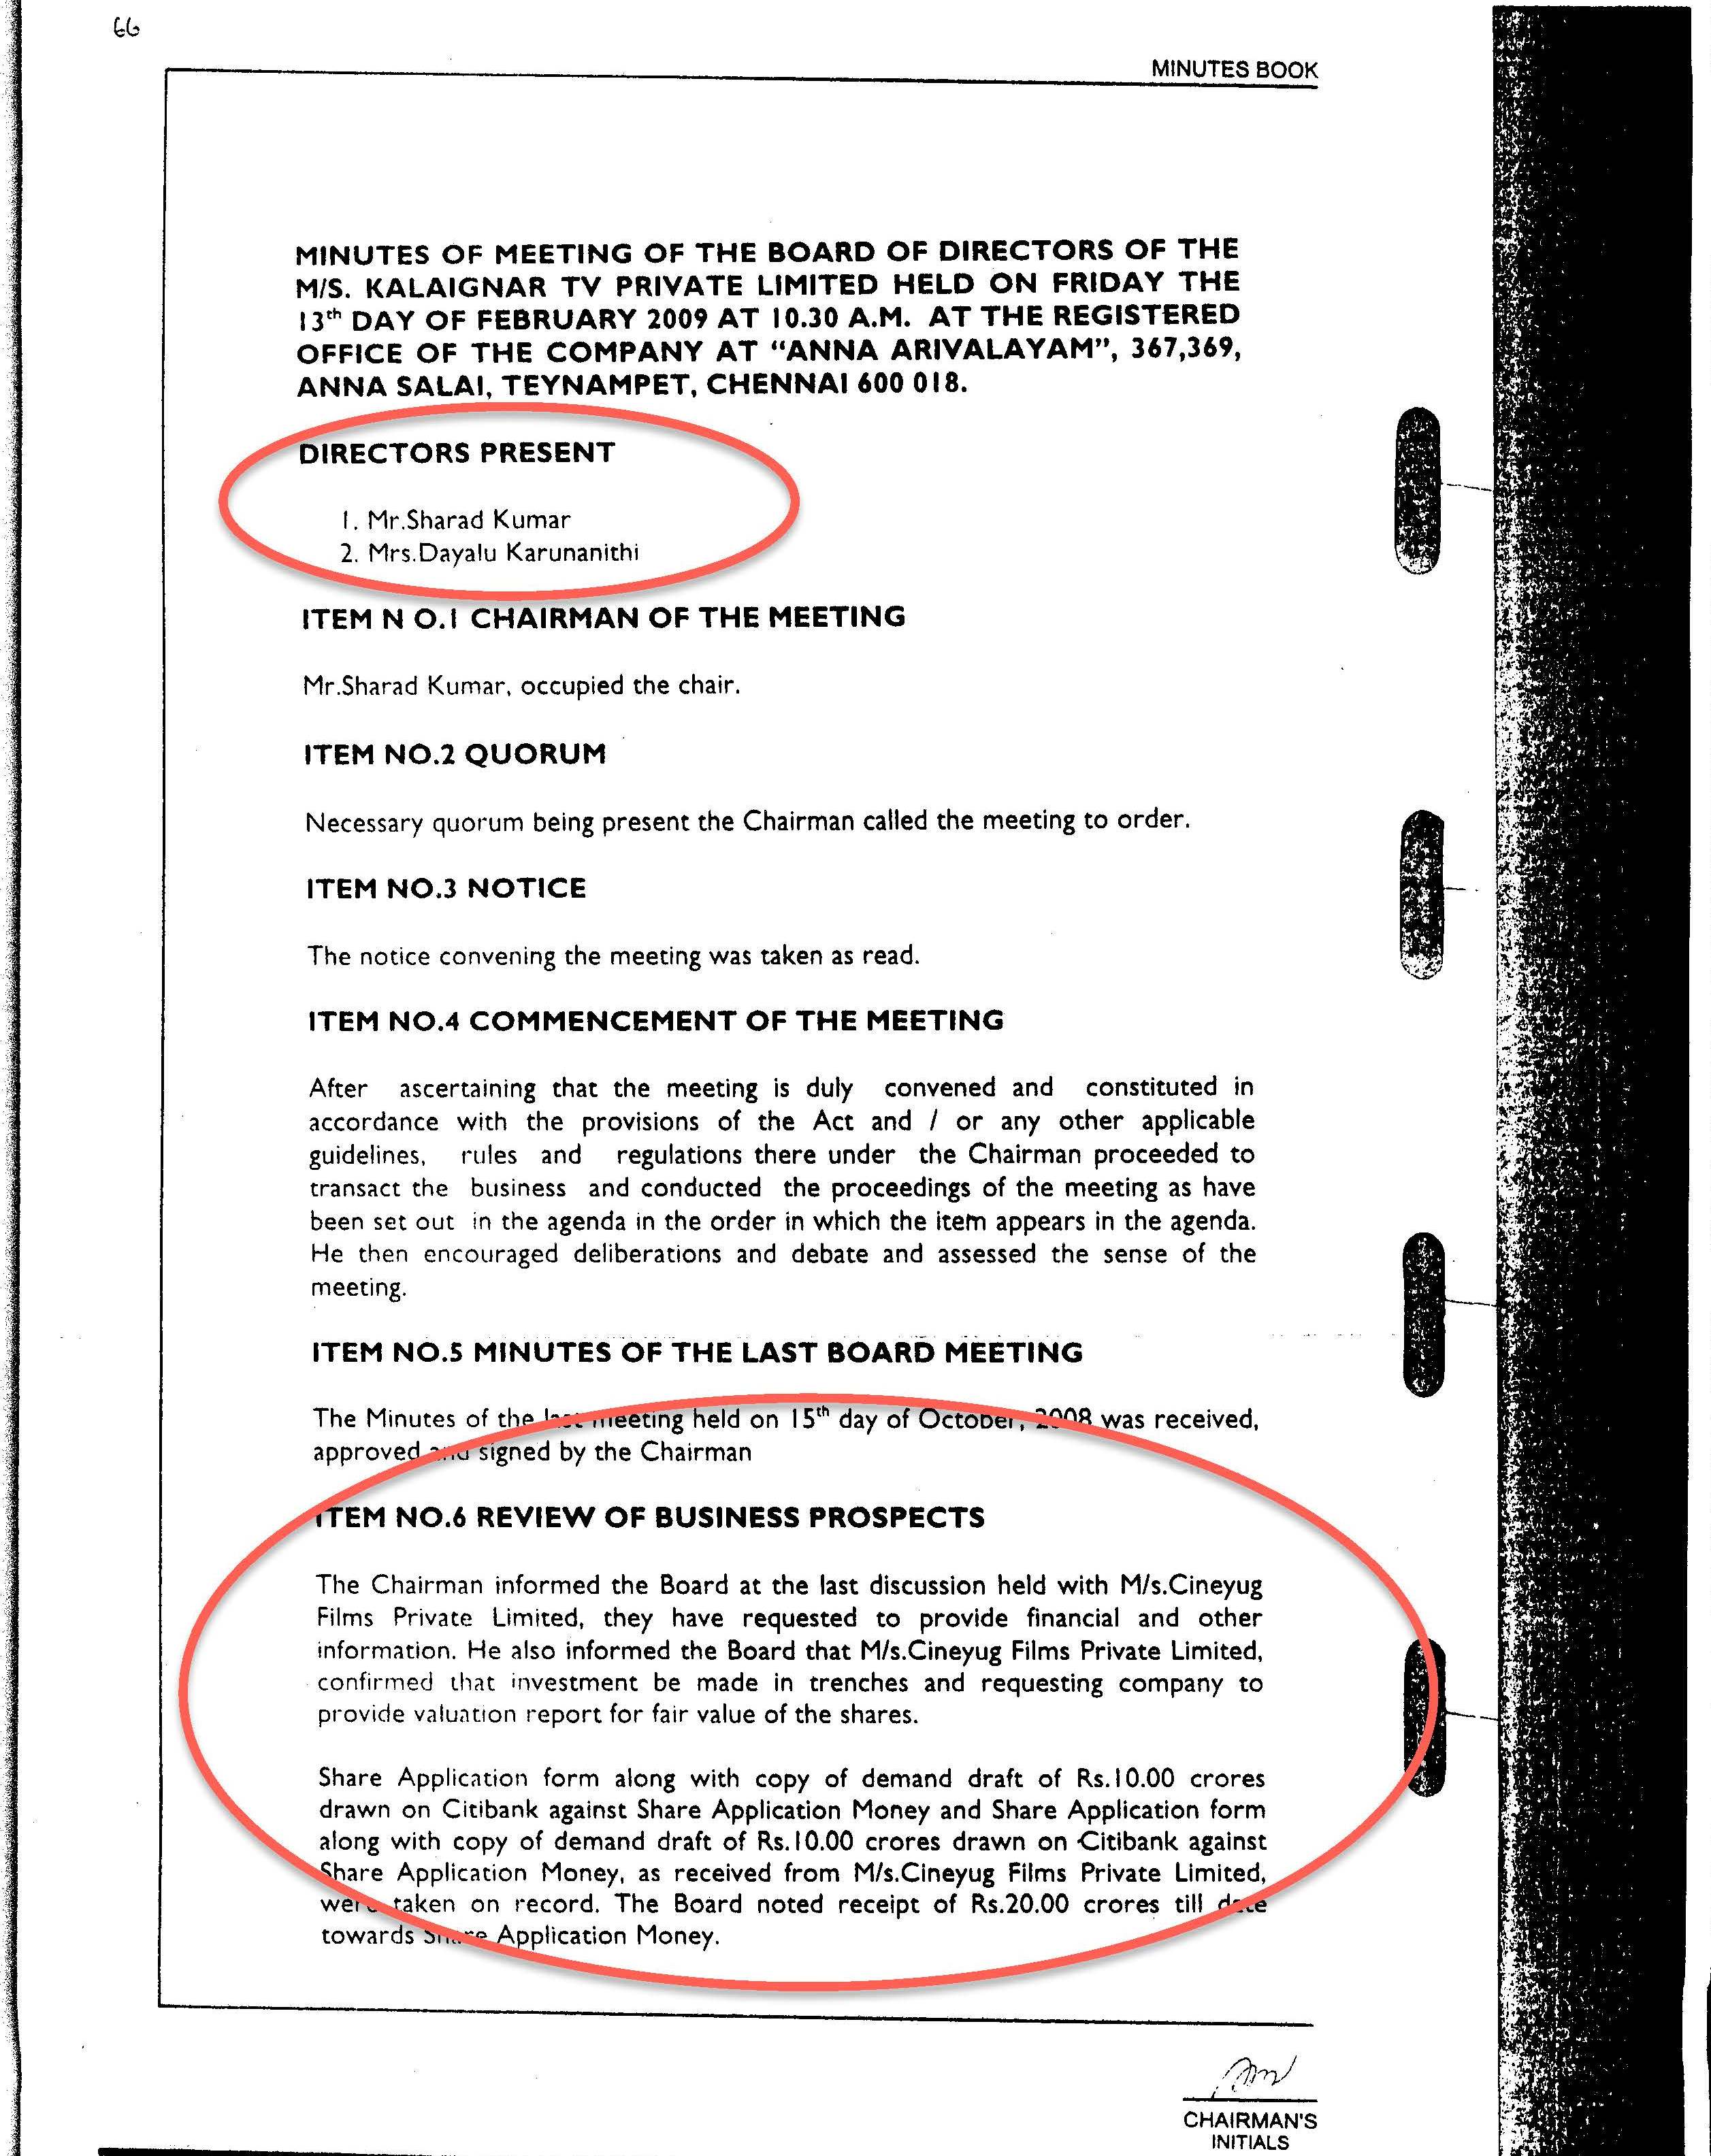 66
MINUTES BOOK
MINUTES OF MEETING OF THE BOARD OF DIRECTORS OF THE
M/S. KALAIGNAR TV PRIVATE LIMITED HELD ON FRIDAY THE
13th DAY OF FEBRUARY 2009 AT 10.30 A.M. AT THE REGISTERED
OFFICE OF THE COMPANY AT “ANNA ARIVALAYAM”, 367,369,
ANNA SALAI, TEYNAMPET, CHENNAI 600 018.
DIRECTORS PRESENT
1. Mr.Sharad Kumar
2. Mrs.Dayalu Karunanithi
ITEM N O.1 CHAIRMAN OF THE MEETING
Mr.Sharad Kumar, occupied the chair.
ITEM NO.2 QUORUM
Necessary quorum being present the Chairman called the meeting to order.
ITEM NO.3 NOTICE
The notice convening the meeting was taken as read.
ITEM NO.4 COMMENCEMENT OF THE MEETING
After ascertaining that the meeting is duly convened and constituted in
accordance with the provisions of the Act and / or any other applicable
guidelines, rules and regulations there under the Chairman proceeded to
transact the business and conducted the proceedings of the meeting as have
been set out in the agenda in the order in which the item appears in the agenda.
He then encouraged deliberations and debate and assessed the sense of the
meeting.
ITEM NO.5 MINUTES OF THE LAST BOARD MEETING
The Minutes of the last meeting held on 15th day of October, 2008 was received,
approved and signed by the Chairman
ITEM NO.6 REVIEW OF BUSINESS PROSPECTS
The Chairman informed the Board at the last discussion held with M/s.Cineyug
Films Private Limited, they have requested to provide financial and other
information. He also informed the Board that M/s.Cineyug Films Private Limited,
confirmed that investment be made in trenches and requesting company to
provide valuation report for fair value of the shares.
Share Application form along with copy of demand draft of Rs.10.00 crores
drawn on Citibank against Share Application Money and Share Application form
along with copy of demand draft of Rs.10.00 crores drawn on Citibank against
Share Application Money, as received from M/s.Cineyug Films Private Limited,
were taken on record. The Board noted receipt of Rs.20.00 crores till date
towards Share Application Money.
CHAIRMAN'S
INITIALS